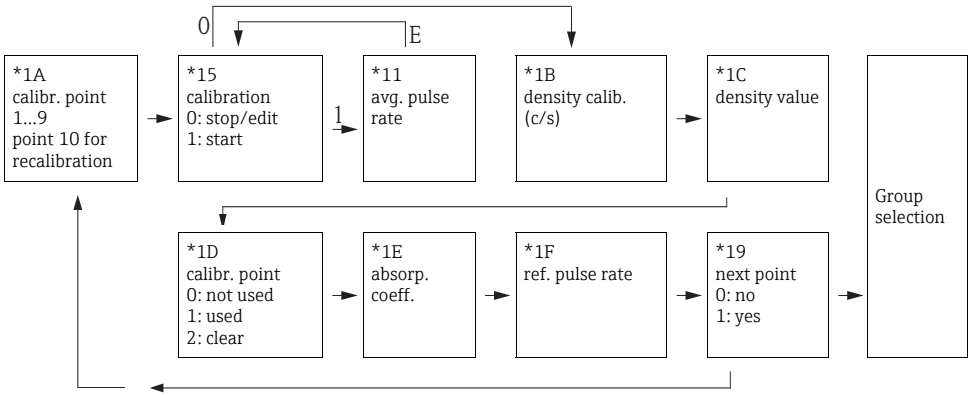 0
E
*1A
calibr. point
1...9
point 10 for
recalibration
*15
calibration
0: stop/edit
1: start
1
*11
avg. pulse
rate
*1B
density calib.
(c/s)
*1C
density value
Group
selection
*1D
calibr. point
0: not used
1: used
2: clear
*1E
absorp.
coeff.
*1F
ref. pulse rate
*19
next point
0: no
1: yes